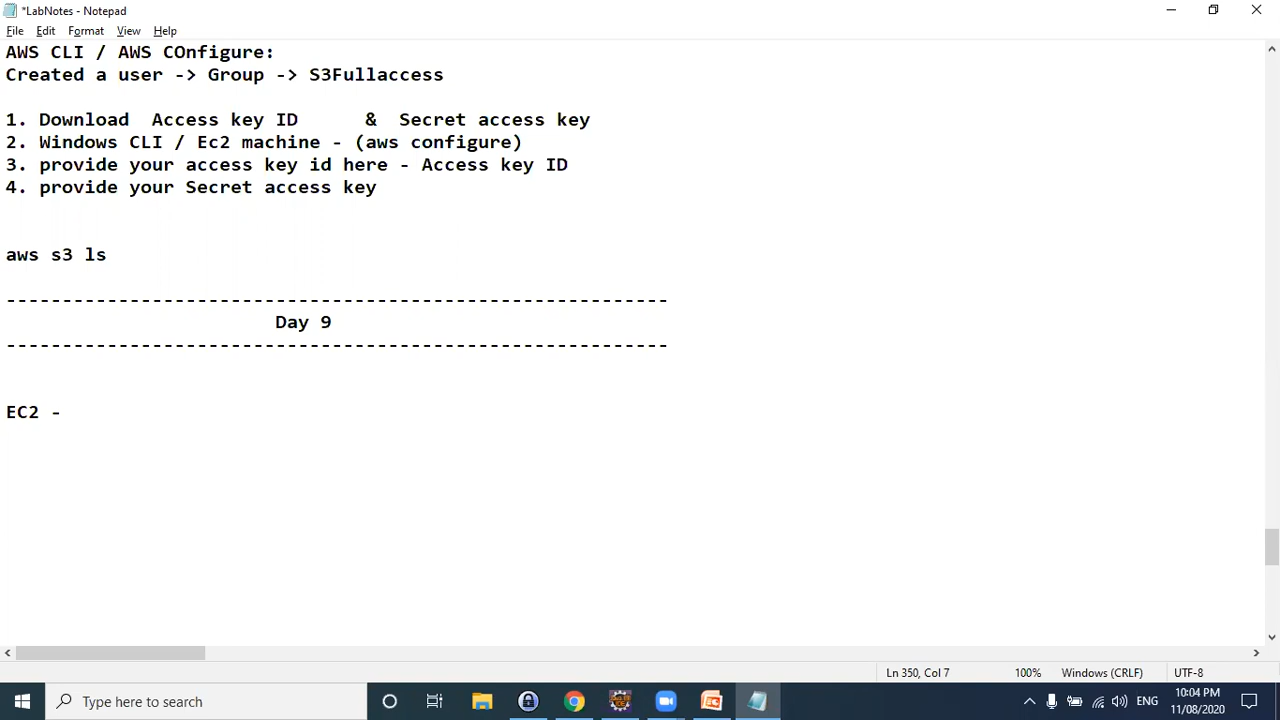 *LabNotes - Notepad
File Edit Format View Help
AWS CLI / AWS COnfigure:
Created a user -> Group -> S3Fullaccess
1. Download  Access key ID      &  Secret access key
2. Windows CLI / Ec2 machine - (aws configure)
3. provide your access key id here - Access key ID
4. provide your Secret access key
aws s3 ls
-----------------------------------------------------------
Day 9
-----------------------------------------------------------
EC2 -
Ln 350, Col 7 100% Windows (CRLF) UTF-8
Type here to search
ENG
10:04 PM
11/08/2020